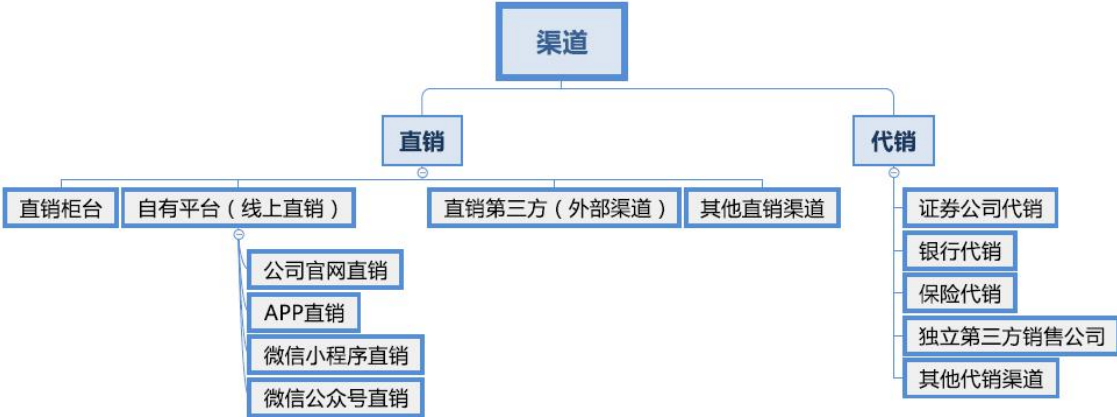 渠道
直销
代销
直销柜台
自有平台（线上直销）
直销第三方（外部渠道）
其他直销渠道
公司官网直销
APP直销
微信小程序直销
微信公众号直销
证券公司代销
银行代销
保险代销
独立第三方销售公司
其他代销渠道